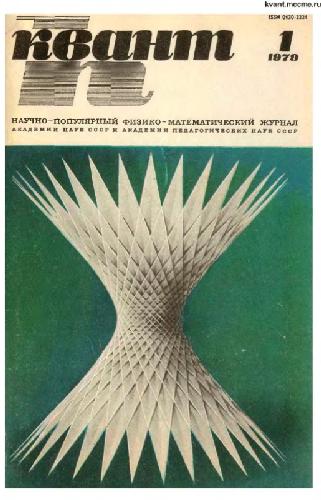 kvant.mccme.ru
ISSN 0130-2221
квант
1
1979
НАУЧНО-ПОПУЛЯРНЫЙ ФИЗИКО-МАТЕМАТИЧЕСКИЙ ЖУРНАЛ
АКАДЕМИИ НАУК СССР И АКАДЕМИИ ПЕДАГОГИЧЕСКИХ НАУК СССР